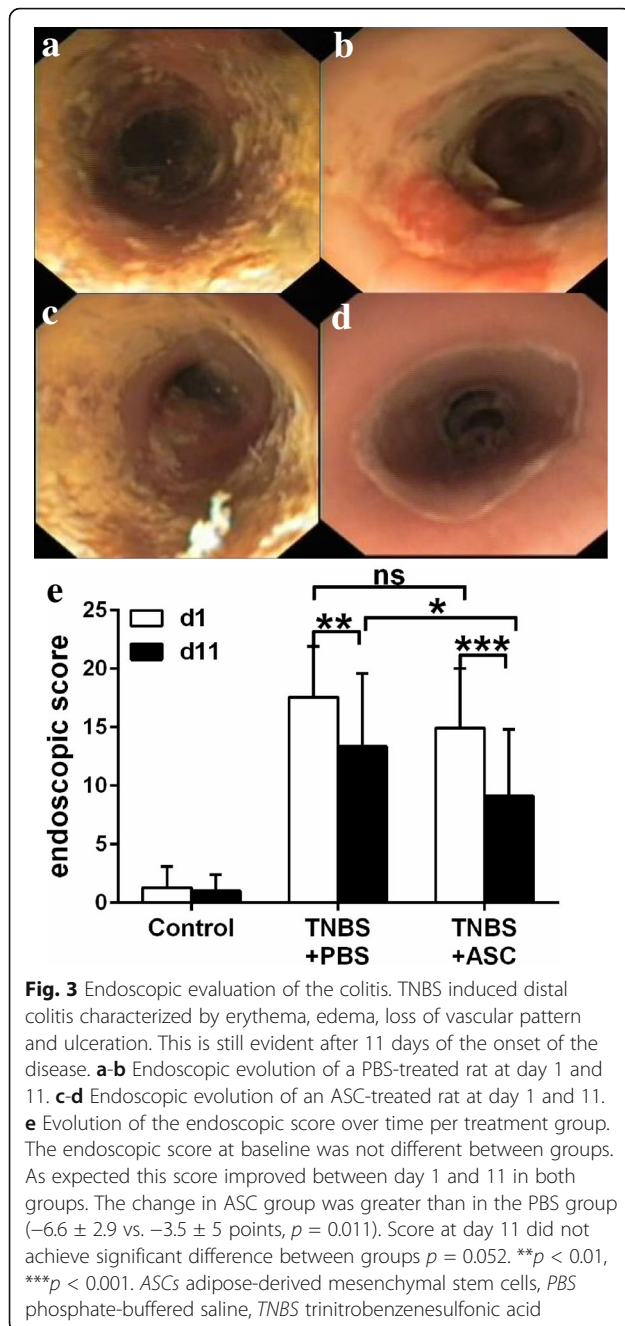 a
b
c
d
e
ns
25
d1
d11
**
*
***
20
15
10
5
0
endoscopic score
Control
TNBS
+PBS
TNBS
+ASC
Fig. 3 Endoscopic evaluation of the colitis. TNBS induced distal
colitis characterized by erythema, edema, loss of vascular pattern
and ulceration. This is still evident after 11 days of the onset of the
disease. a-b Endoscopic evolution of a PBS-treated rat at day 1 and
11. c-d Endoscopic evolution of an ASC-treated rat at day 1 and 11.
e Evolution of the endoscopic score over time per treatment group.
The endoscopic score at baseline was not different between groups.
As expected this score improved between day 1 and 11 in both
groups. The change in ASC group was greater than in the PBS group
(−6.6 ± 2.9 vs. −3.5 ± 5 points, p = 0.011). Score at day 11 did not
achieve significant difference between groups p = 0.052. **p < 0.01,
***p < 0.001. ASCs adipose-derived mesenchymal stem cells, PBS
phosphate-buffered saline, TNBS trinitrobenzenesulfonic acid